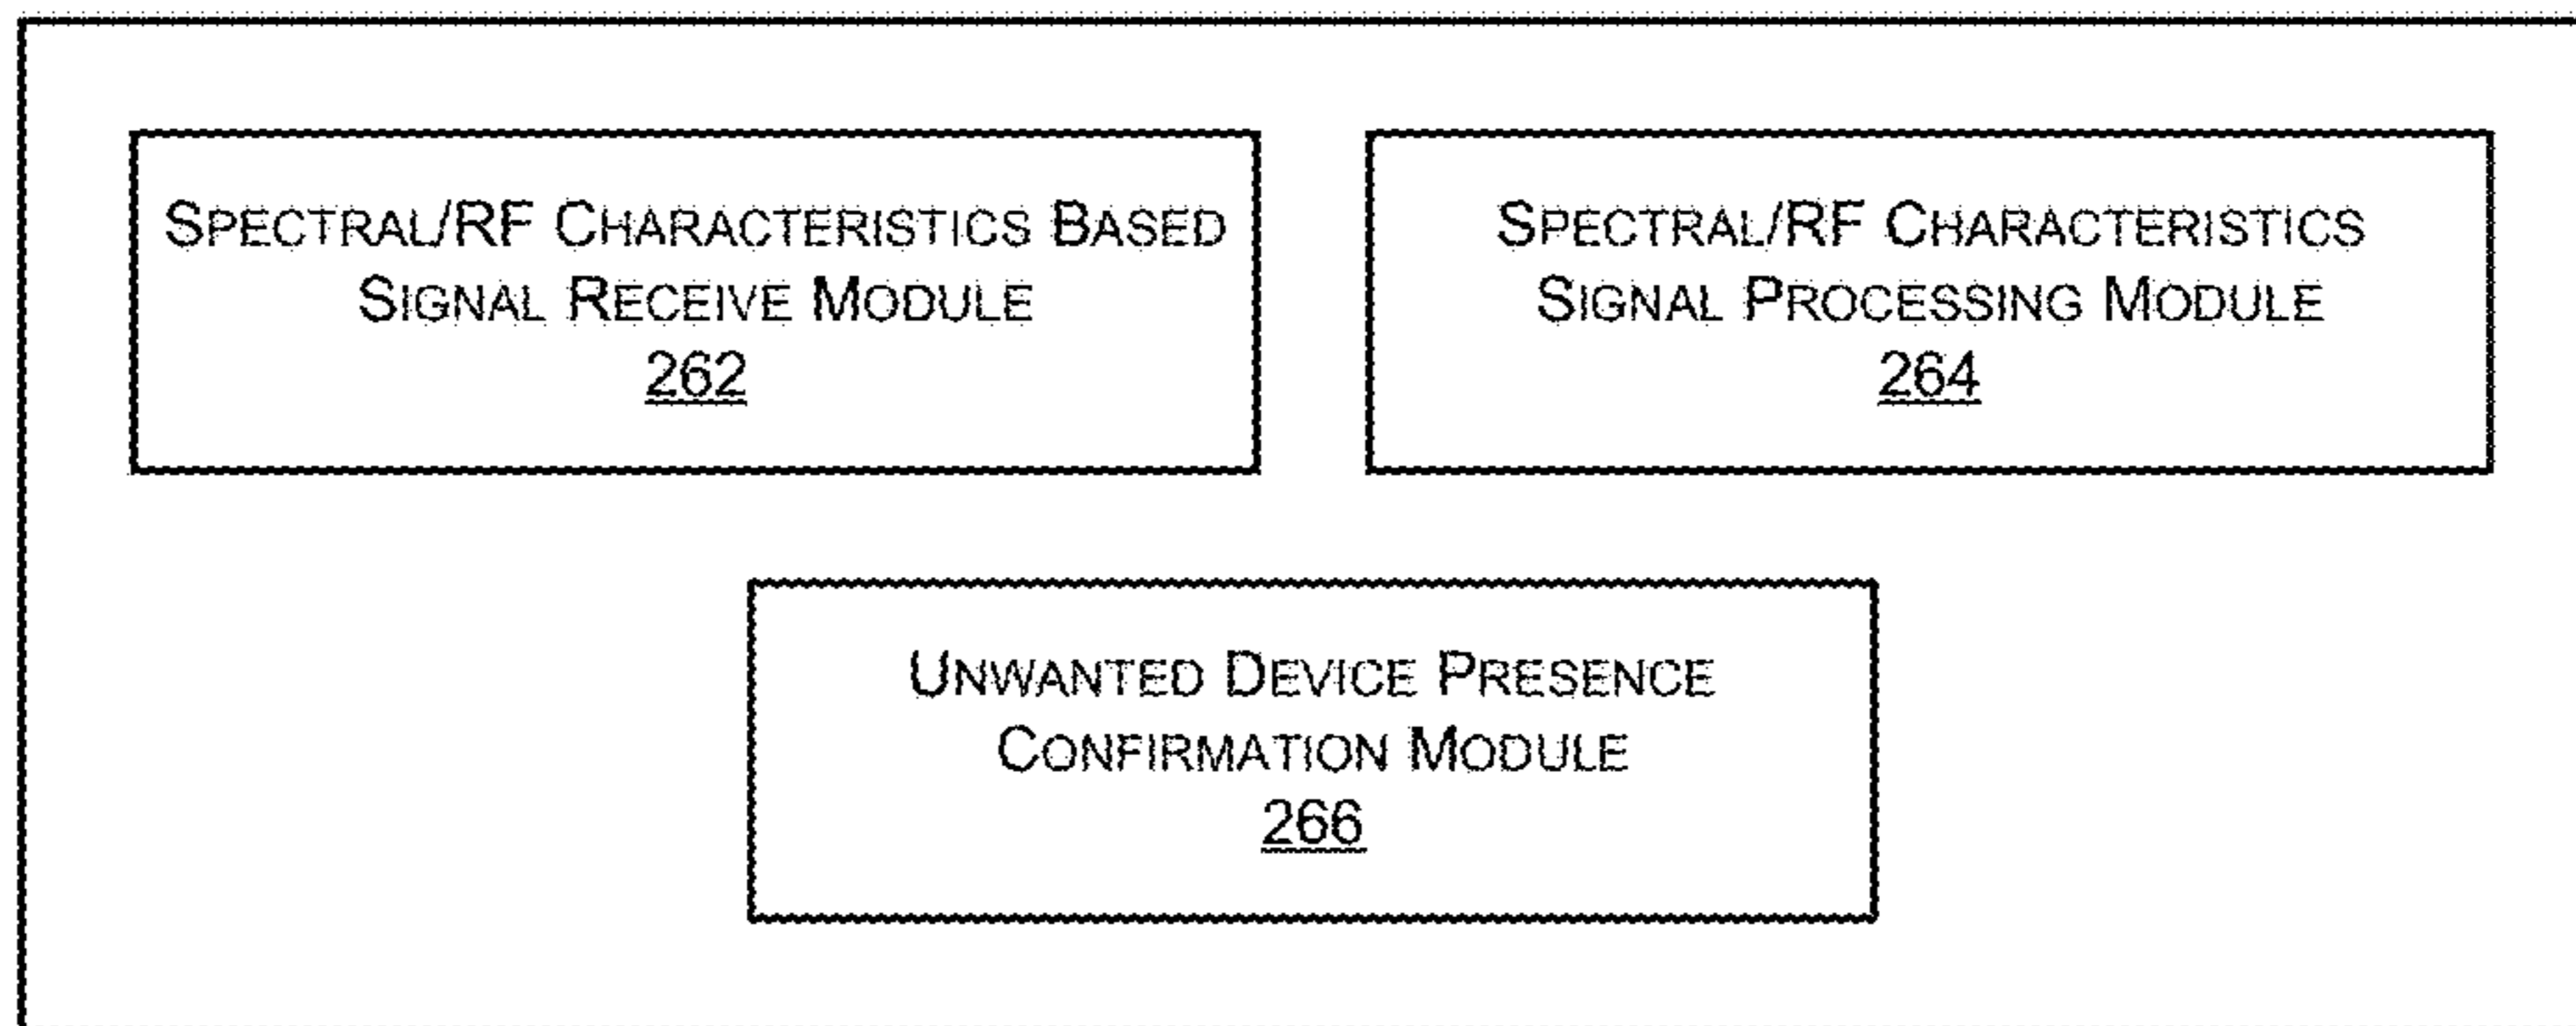 SPECTRAL/RF CHARACTERISTICS BASED
SIGNAL RECEIVE MODULE
262
SPECTRAL/RF CHARACTERISTICS
SIGNAL PROCESSING MODULE
264
UNWANTED DEVICE PRESENCE
CONFIRMATION MODULE
266